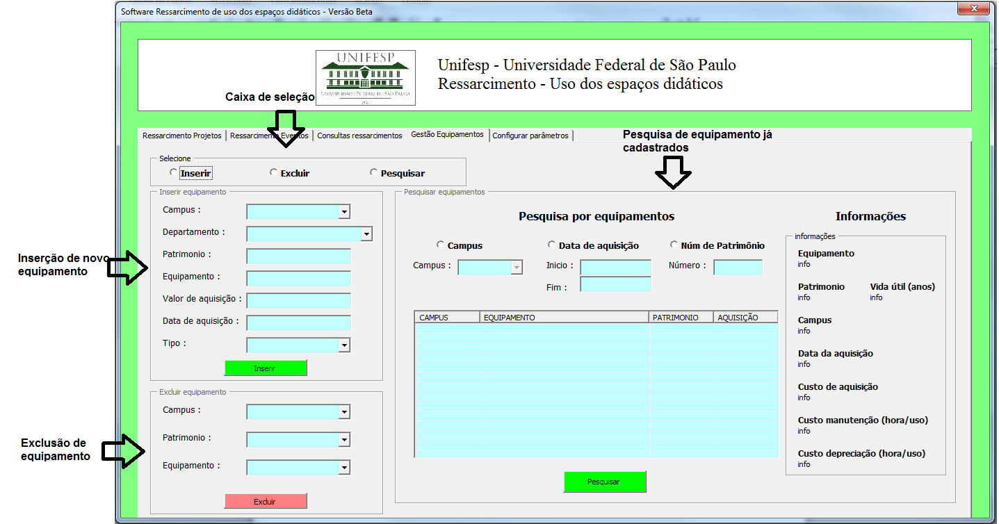 Software Ressarcimento de uso dos espaços didáticos - Versão Beta
x
UNIFESP
UNIVERSIDADE FEDERAL DE SÃO PAULO
Unifesp - Universidade Federal de São Paulo
Ressarcimento - Uso dos espaços didáticos
Caixa de seleção
Ressarcimento Projetos
Ressarcimento Eventos
Consultas ressarcimentos
Gestão Equipamentos
Configurar parâmetros
Pesquisa de equipamento já
cadastrados
Selecione
Inserir
Excluir
Pesquisar
Inserção de novo
equipamento
Inserir equipamento
Campus :
Departamento :
Patrimonio :
Equipamento :
Valor de aquisição :
Data de aquisição :
Tipo :
Inserir
Exclusão de
equipamento
Excluir equipamento
Campus :
Patrimonio :
Equipamento :
Excluir
Pesquisar equipamentos
Pesquisa por equipamentos
Campus
Data de aquisição
Núm de Patrimônio
Campus :
Inicio :
Número :
Fim :
CAMPUS
EQUIPAMENTO
PATRIMONIO
AQUISIÇÃO
Pesquisar
Informações
informações
Equipamento
info
Patrimonio
Vida útil (anos)
info
info
Campus
info
Data da aquisição
info
Custo de aquisição
info
Custo manutenção (hora/uso)
info
Custo depreciação (hora/uso)
info